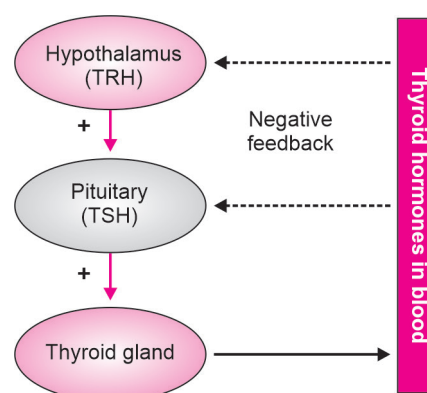 Hypothalamus
(TRH)
+
Negative
feedback
Pituitary
(TSH)
+
Thyroid gland
Thyroid hormones in blood